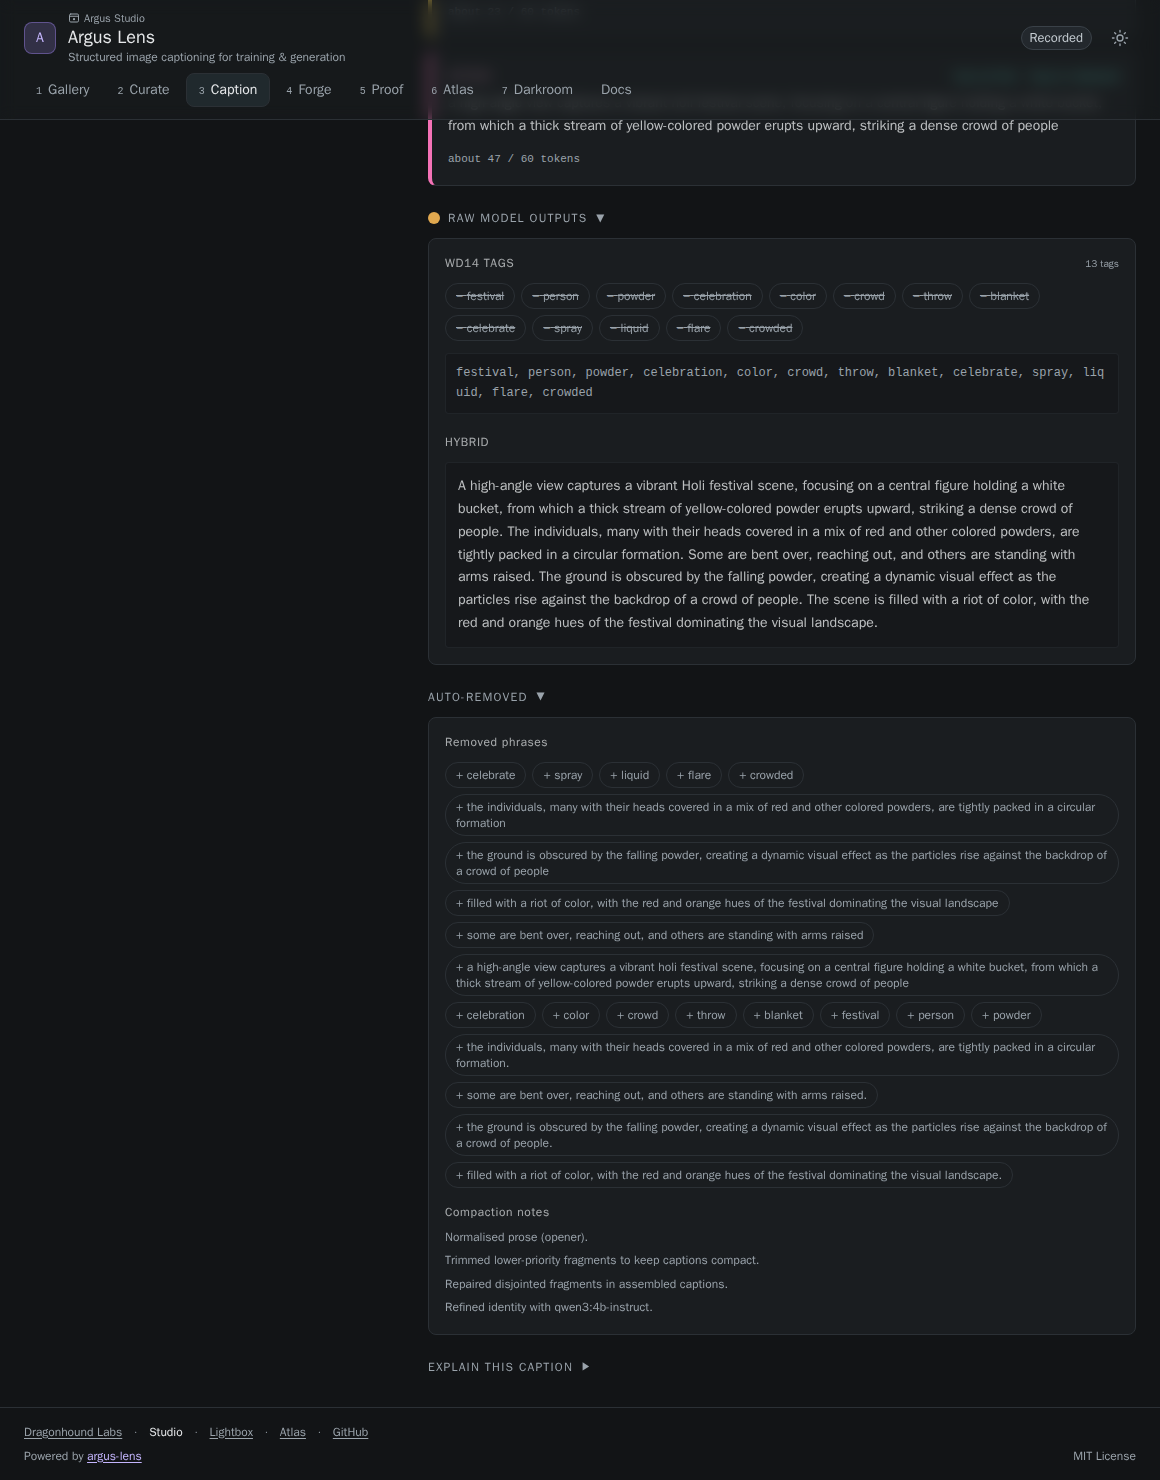 Argus Studio
A
Argus Lens
Structured image captioning for training & generation
Recorded
1 Gallery
2 Curate
3 Caption
4 Forge
5 Proof
6 Atlas
7 Darkroom
Docs
from which a thick stream of yellow-colored powder erupts upward, striking a dense crowd of people
about 47 / 60 tokens
RAW MODEL OUTPUTS ▼
WD14 TAGS
13 tags
− festival
− person
− powder
− celebration
− color
− crowd
− throw
− blanket
− celebrate
− spray
− liquid
− flare
− crowded
festival, person, powder, celebration, color, crowd, throw, blanket, celebrate, spray, liq
uid, flare, crowded
HYBRID
A high-angle view captures a vibrant Holi festival scene, focusing on a central figure holding a white
bucket, from which a thick stream of yellow-colored powder erupts upward, striking a dense crowd of
people. The individuals, many with their heads covered in a mix of red and other colored powders, are
tightly packed in a circular formation. Some are bent over, reaching out, and others are standing with
arms raised. The ground is obscured by the falling powder, creating a dynamic visual effect as the
particles rise against the backdrop of a crowd of people. The scene is filled with a riot of color, with the
red and orange hues of the festival dominating the visual landscape.
AUTO-REMOVED ▼
Removed phrases
+ celebrate
+ spray
+ liquid
+ flare
+ crowded
+ the individuals, many with their heads covered in a mix of red and other colored powders, are tightly packed in a circular
formation
+ the ground is obscured by the falling powder, creating a dynamic visual effect as the particles rise against the backdrop of
a crowd of people
+ filled with a riot of color, with the red and orange hues of the festival dominating the visual landscape
+ some are bent over, reaching out, and others are standing with arms raised
+ a high-angle view captures a vibrant holi festival scene, focusing on a central figure holding a white bucket, from which a
thick stream of yellow-colored powder erupts upward, striking a dense crowd of people
+ celebration
+ color
+ crowd
+ throw
+ blanket
+ festival
+ person
+ powder
+ the individuals, many with their heads covered in a mix of red and other colored powders, are tightly packed in a circular
formation.
+ some are bent over, reaching out, and others are standing with arms raised.
+ the ground is obscured by the falling powder, creating a dynamic visual effect as the particles rise against the backdrop of
a crowd of people.
+ filled with a riot of color, with the red and orange hues of the festival dominating the visual landscape.
Compaction notes
Normalised prose (opener).
Trimmed lower-priority fragments to keep captions compact.
Repaired disjointed fragments in assembled captions.
Refined identity with qwen3:4b-instruct.
EXPLAIN THIS CAPTION ▶
Dragonhound Labs · Studio · Lightbox · Atlas · GitHub
Powered by argus-lens
MIT License